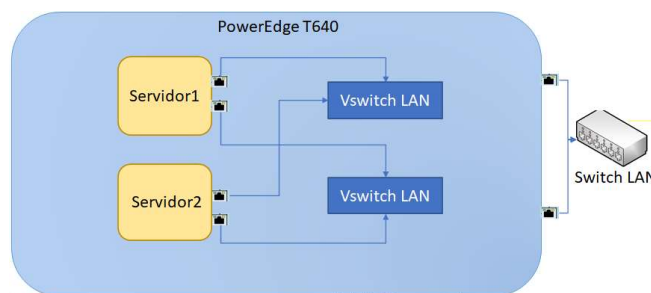 PowerEdge T640
Servidor1
Vswitch LAN
Switch LAN
Servidor2
Vswitch LAN